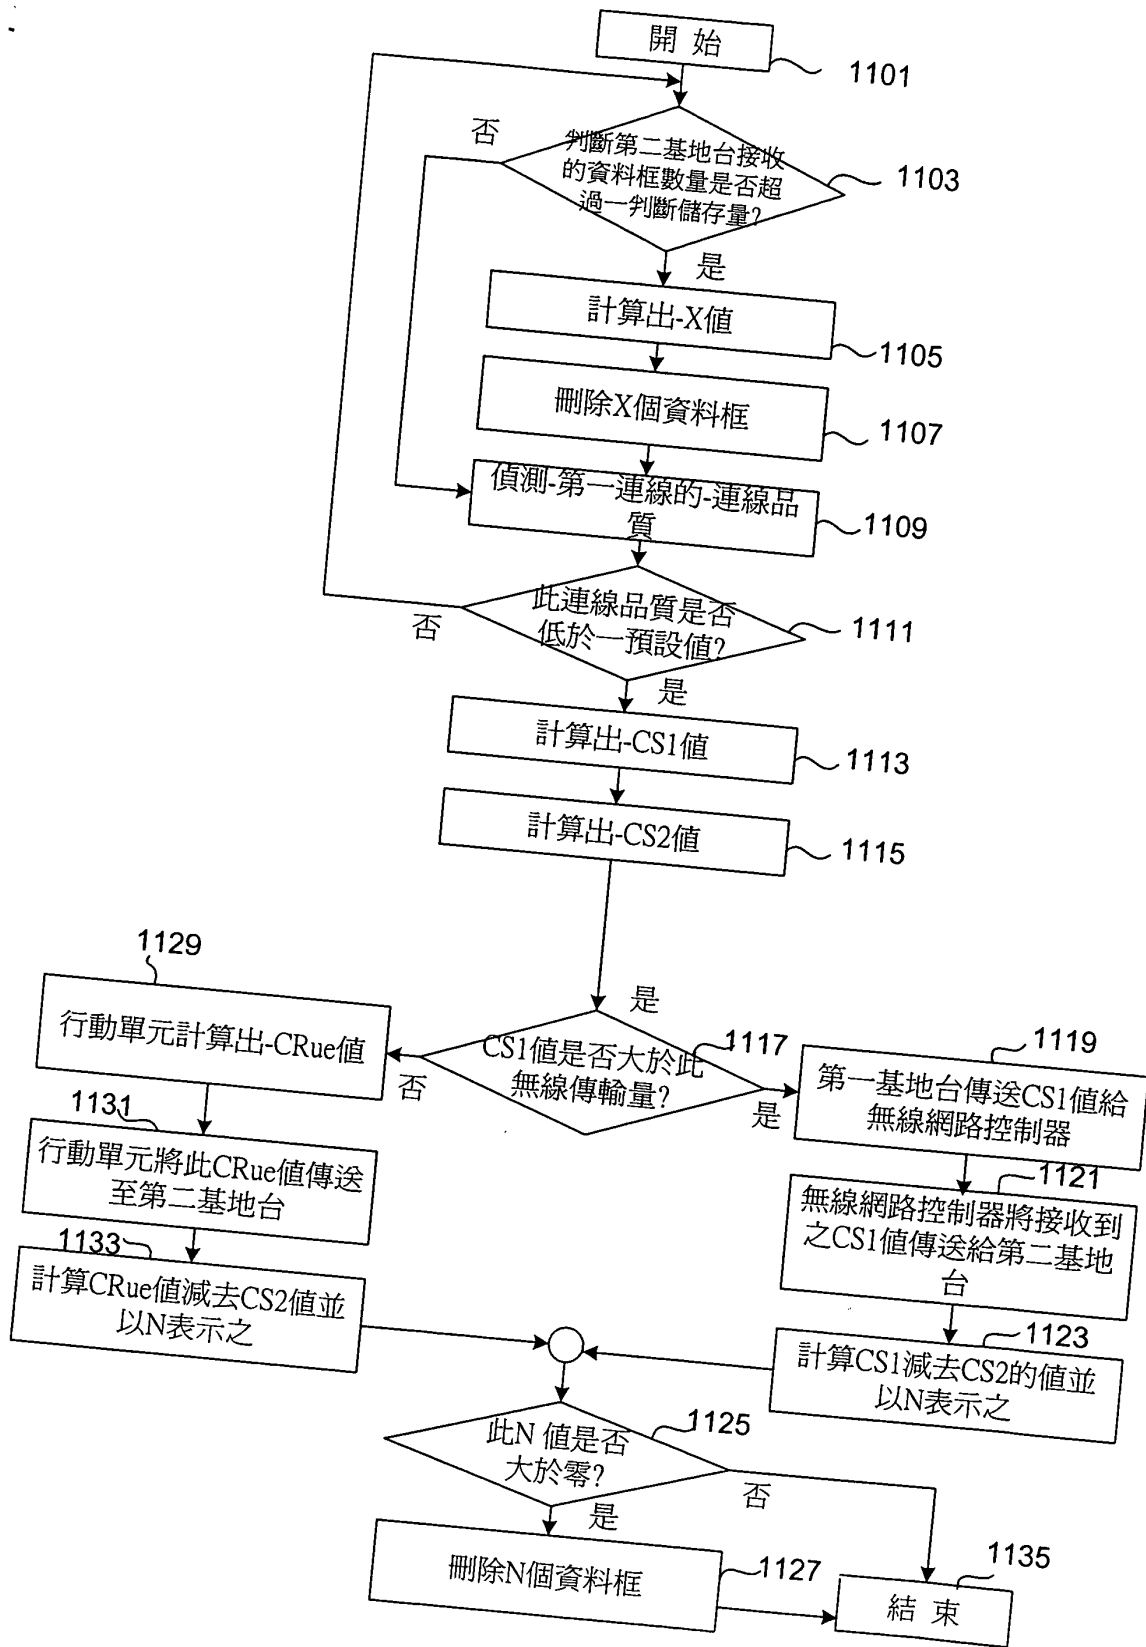 開 始
1101
否
判斷第二基地台接收
的資料框數量是否超
過一判斷儲存量?
1103
是
計算出-X值
1105
刪除X個資料框
1107
偵測-第一連線的-連線品
質
1109
此連線品質是否
低於一預設值?
1111
否
是
計算出-CS1值
1113
計算出-CS2值
1115
1129
行動單元計算出-CRue值
是
CS1值是否大於此
無線傳輸量?
1117
否
是
1119
第一基地台傳送CS1值給
無線網路控制器
1131
行動單元將此CRue值傳送
至第二基地台
1121
無線網路控制器將接收到
之CS1值傳送給第二基地
台
1133
計算CRue值減去CS2值並
以N表示之
1123
計算CS1減去CS2的值並
以N表示之
此N 值是否
大於零?
1125
否
是
刪除N個資料框
1127
1135
結 束